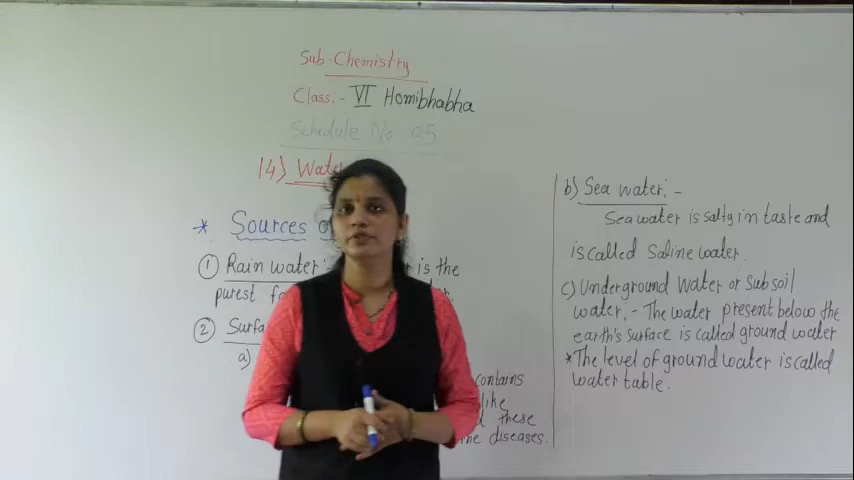 Sub-Chemistry
Class:- VI Homibhabha
Schedule No 05
14) Wate
* Sources o
① Rain water: is the
purest fo
② Surfa
a)
contains
like
these
the diseases.
b) Sea water:-
Sea water is salty in taste and
is called Saline water.
c) Underground Water or Subsoil
water.- The water present below the
earth's surface is called ground water
*The level of ground water is called
water table.